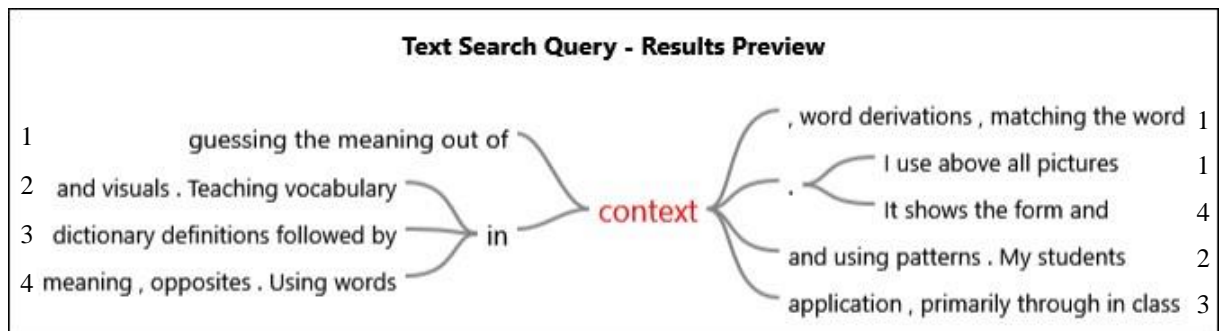 Text Search Query - Results Preview
1 guessing the meaning out of
2 and visuals . Teaching vocabulary
3 dictionary definitions followed by
4 meaning , opposites . Using words
in
context
, word derivations , matching the word 1
.
I use above all pictures 1
It shows the form and 4
and using patterns . My students 2
application , primarily through in class 3